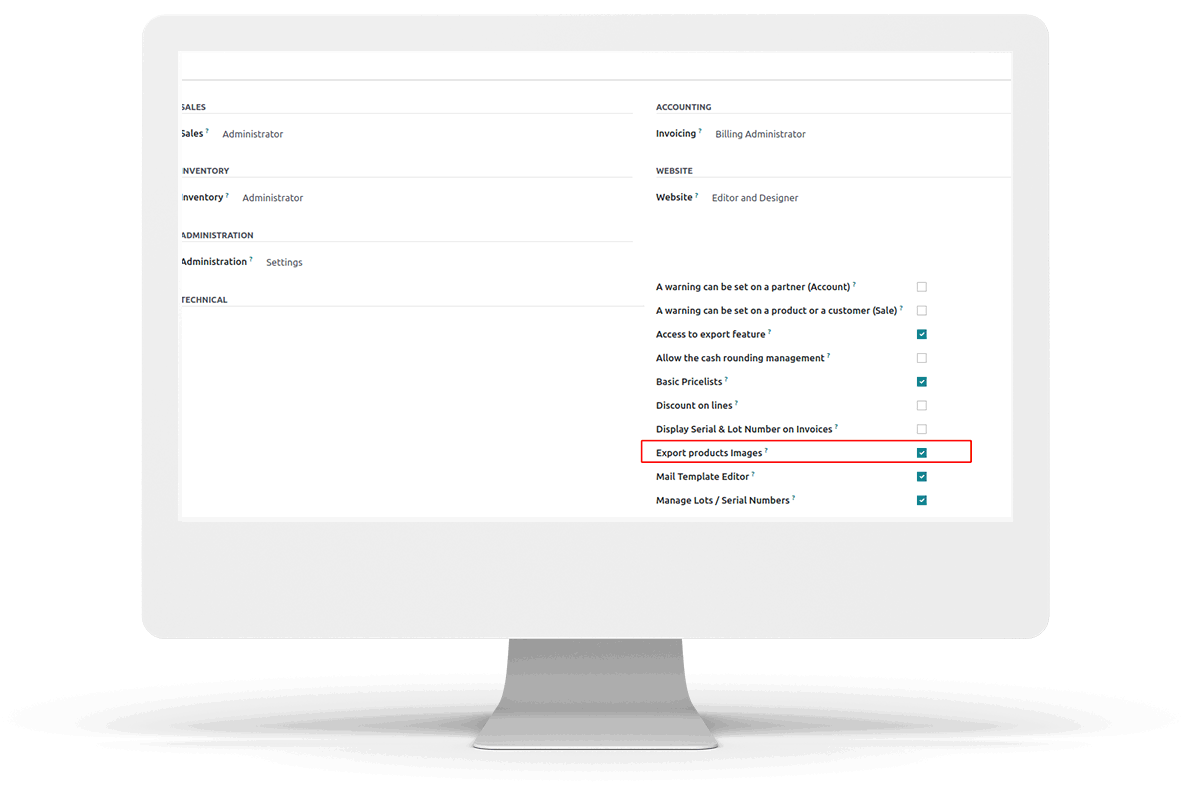 SALES
Sales ? Administrator
INVENTORY
Inventory ? Administrator
ADMINISTRATION
Administration ? Settings
TECHNICAL
ACCOUNTING
Invoicing ? Billing Administrator
WEBSITE
Website ? Editor and Designer
A warning can be set on a partner (Account) ?
A warning can be set on a product or a customer (Sale) ?
Access to export feature ?
Allow the cash rounding management ?
Basic Pricelists ?
Discount on lines ?
Display Serial & Lot Number on Invoices ?
Export products Images ?
Mail Template Editor ?
Manage Lots / Serial Numbers ?